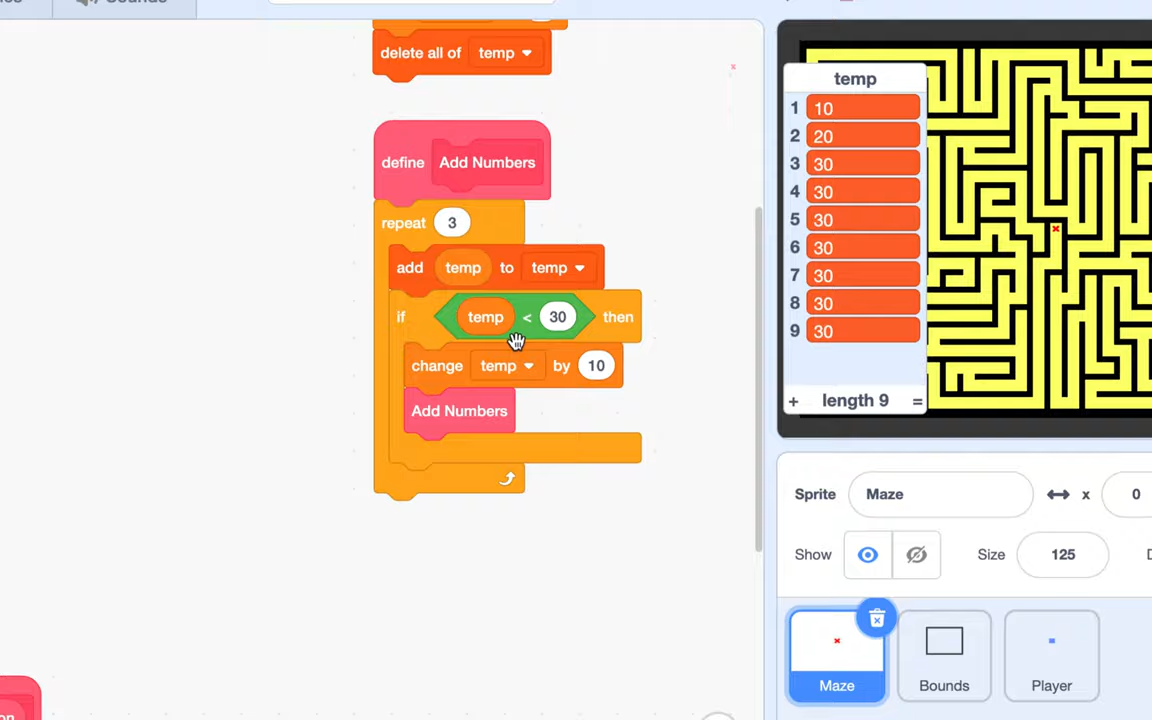 Sounds
delete all of temp
define Add Numbers
repeat 3
add temp to temp
if temp < 30 then
change temp by 10
Add Numbers
temp
1 10
2 20
3 30
4 30
5 30
6 30
7 30
8 30
9 30
+ length 9 =
Sprite Maze x 0
Show Size 125
Maze
Bounds
Player